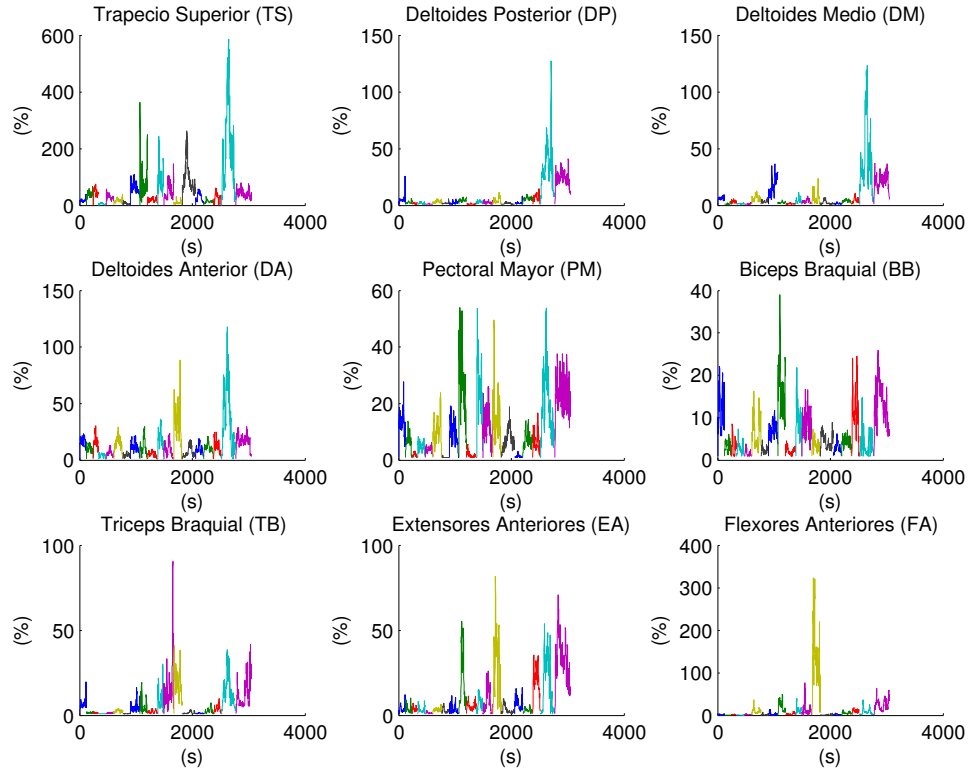 Trapecio Superior (TS)
600
400
200
0
(%)
0 2000 4000
(s)
Deltoides Posterior (DP)
150
100
50
0
(%)
0 2000 4000
(s)
Deltoides Medio (DM)
150
100
50
0
(%)
0 2000 4000
(s)
Deltoides Anterior (DA)
150
100
50
0
(%)
0 2000 4000
(s)
Pectoral Mayor (PM)
60
40
20
0
(%)
0 2000 4000
(s)
Biceps Braquial (BB)
40
30
20
10
0
(%)
0 2000 4000
(s)
Triceps Braquial (TB)
100
50
0
(%)
0 2000 4000
(s)
Extensores Anteriores (EA)
100
50
0
(%)
0 2000 4000
(s)
Flexores Anteriores (FA)
400
300
200
100
0
(%)
0 2000 4000
(s)